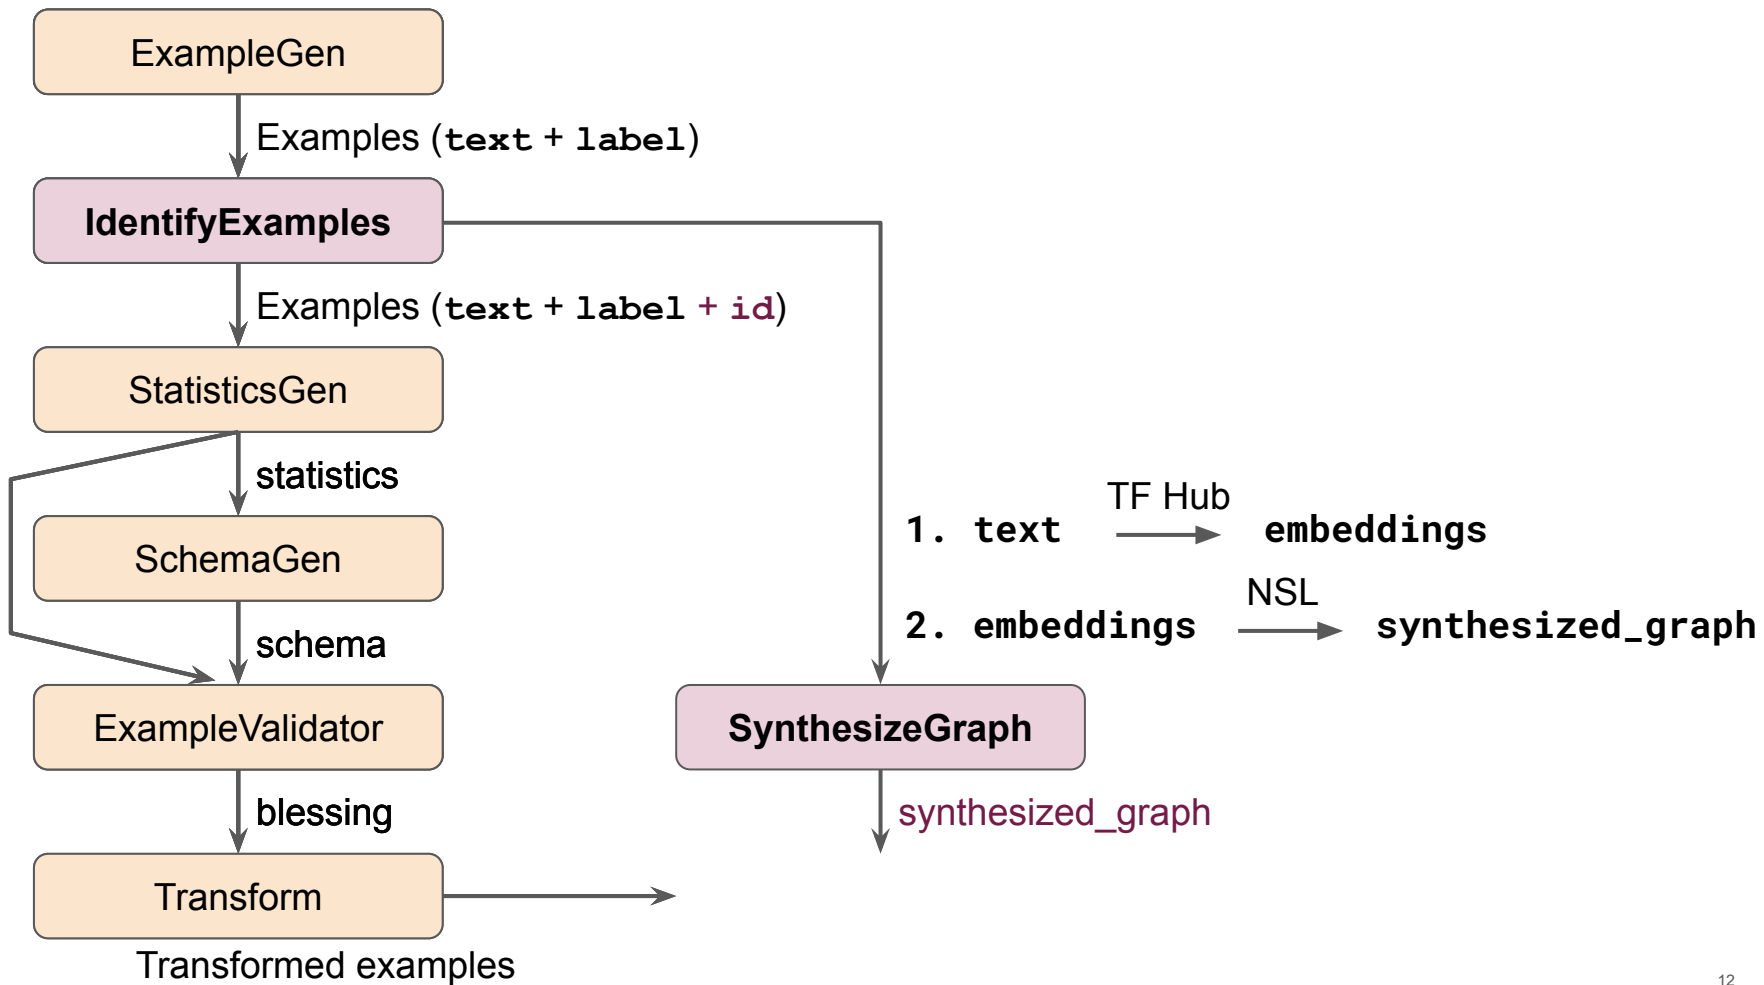 ExampleGen
Examples (text + label)
IdentifyExamples
Examples (text + label + id)
StatisticsGen
statistics
TF Hub
1. text embeddings
SchemaGen
NSL
2. embeddings synthesized_graph
schema
ExampleValidator
SynthesizeGraph
blessing
synthesized_graph
Transform
Transformed examples
12